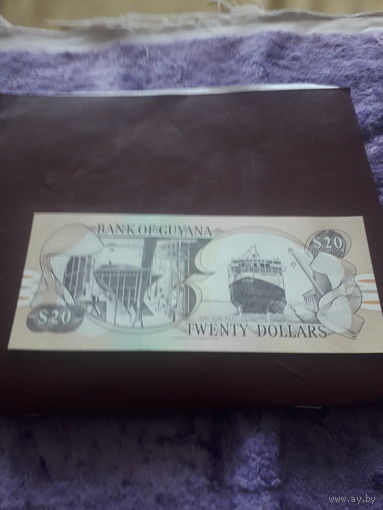 BANK OF GUYANA
$20
$20
TWENTY DOLLARS
www.ay.by